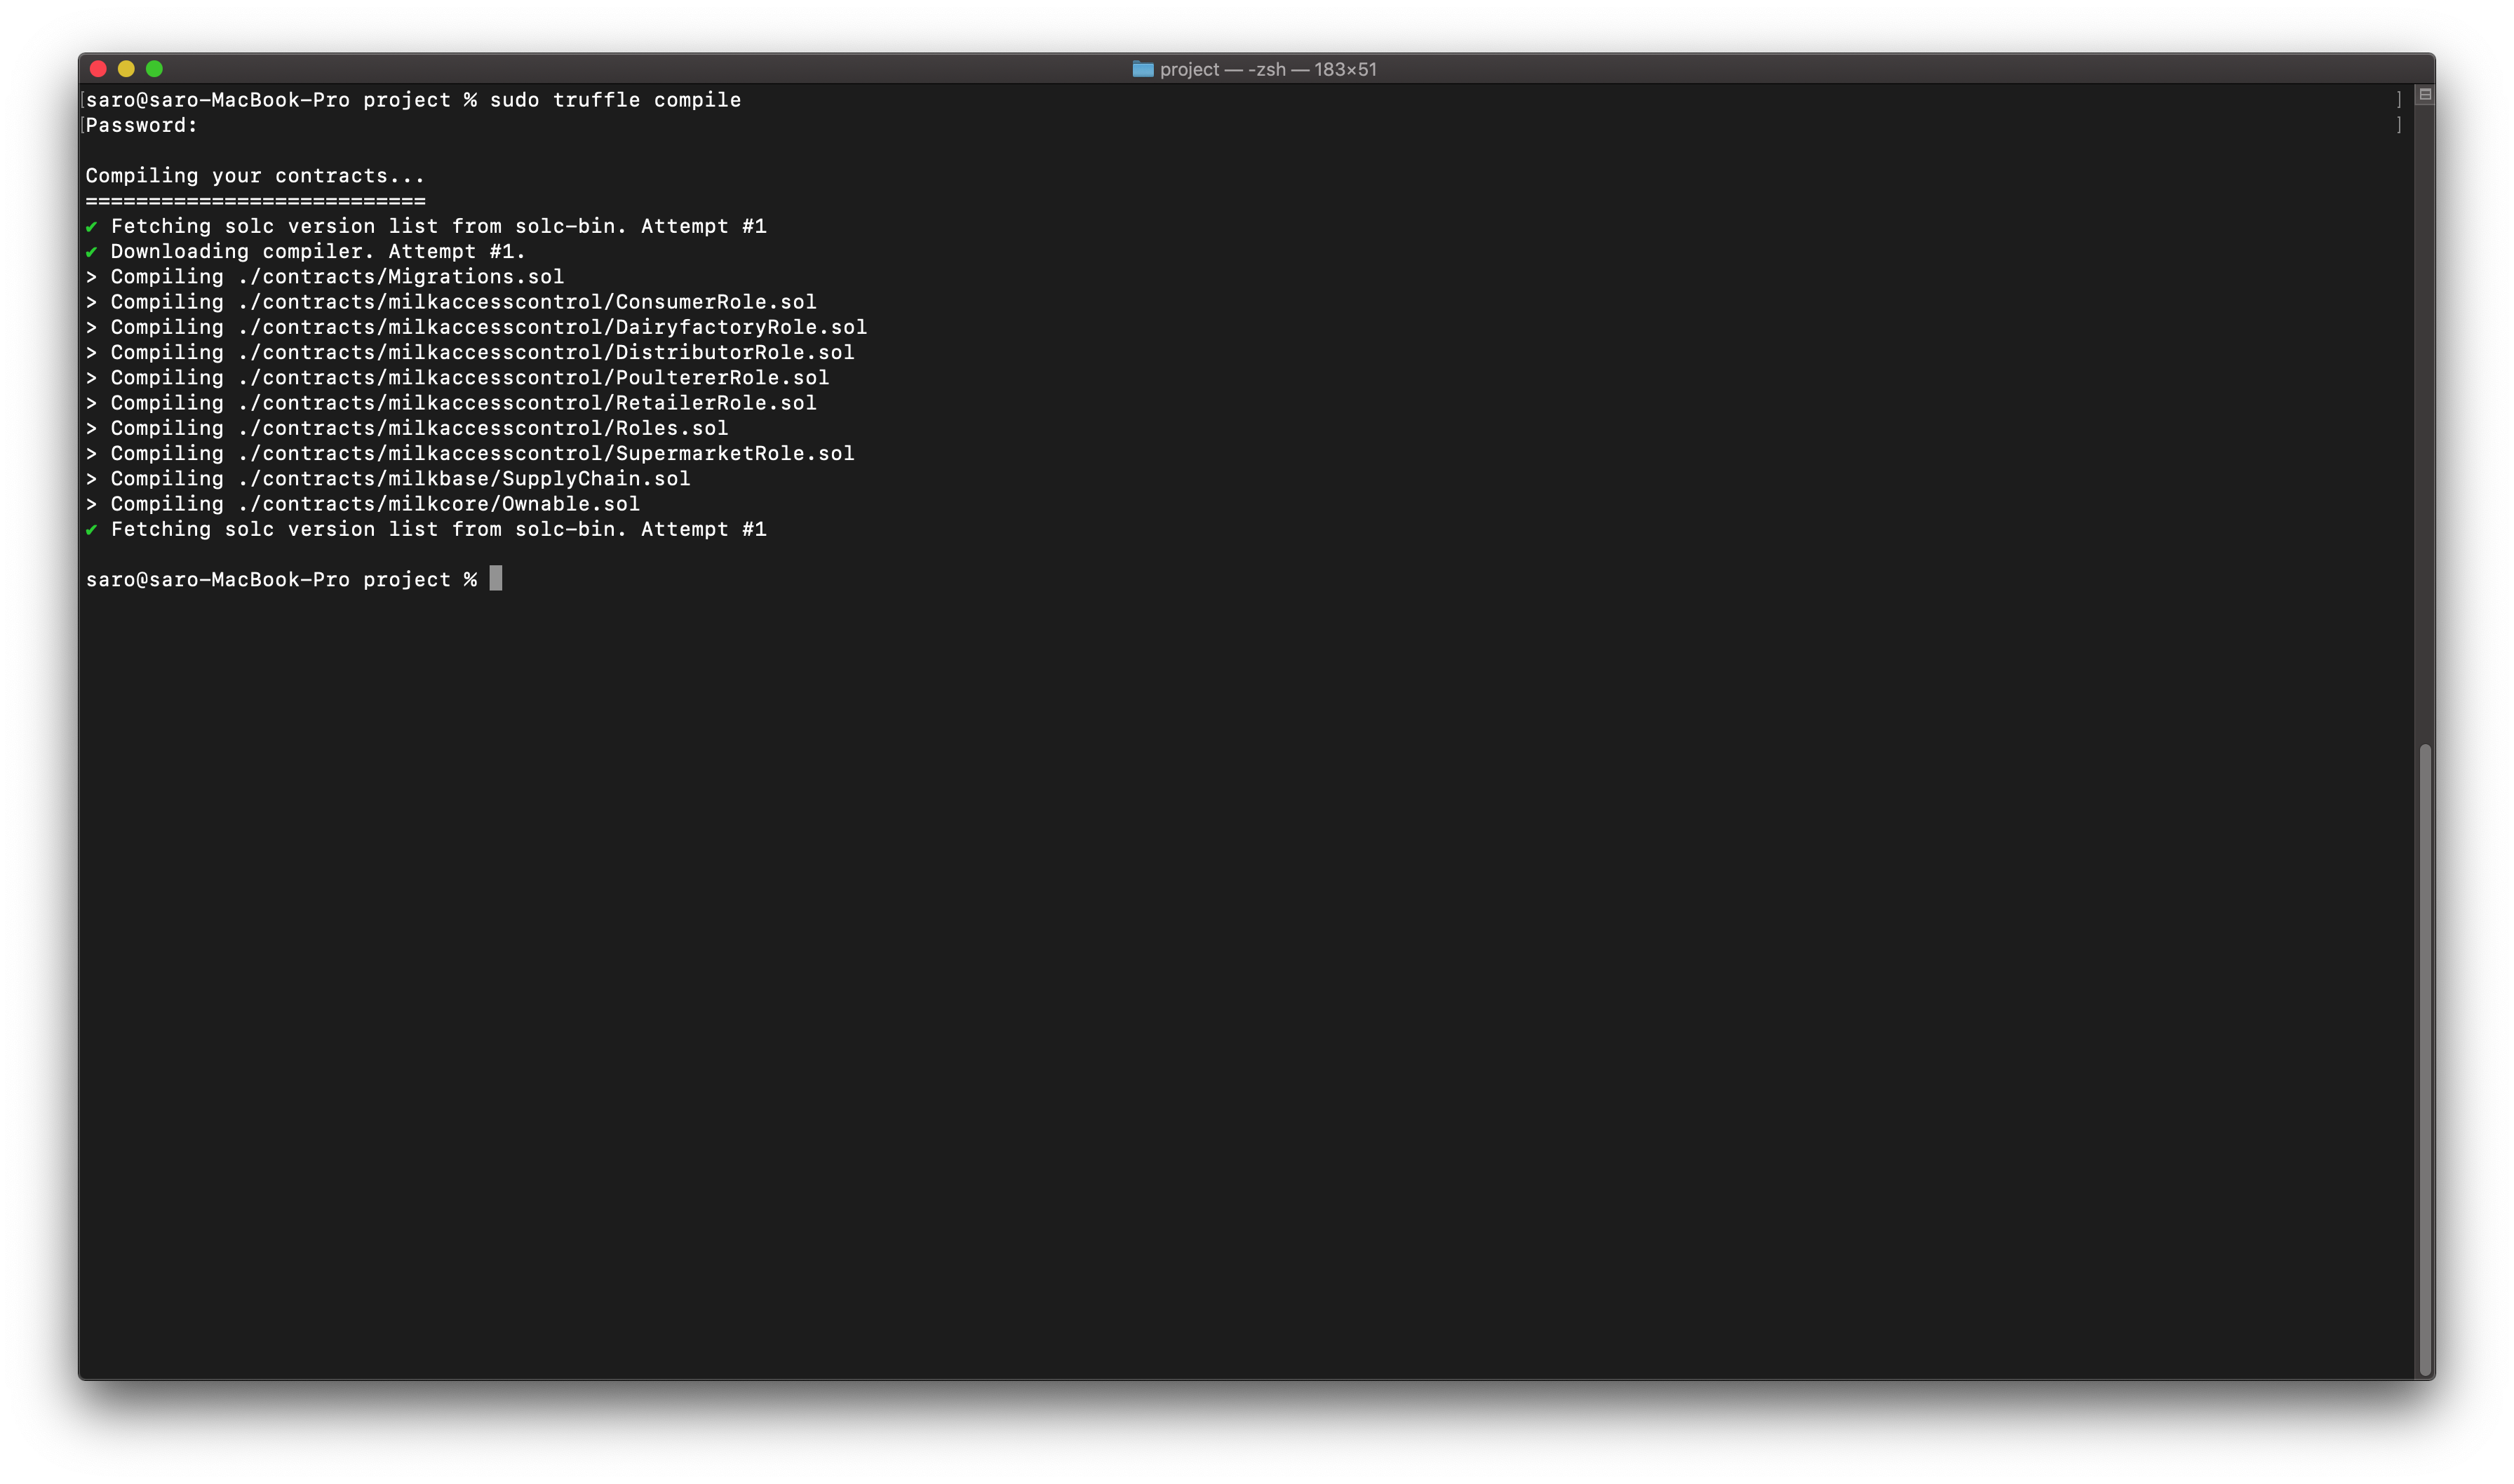 project — -zsh — 183×51
[saro@saro-MacBook-Pro project % sudo truffle compile ]
[Password: ]
Compiling your contracts...
===========================
✔ Fetching solc version list from solc-bin. Attempt #1
✔ Downloading compiler. Attempt #1.
> Compiling ./contracts/Migrations.sol
> Compiling ./contracts/milkaccesscontrol/ConsumerRole.sol
> Compiling ./contracts/milkaccesscontrol/DairyfactoryRole.sol
> Compiling ./contracts/milkaccesscontrol/DistributorRole.sol
> Compiling ./contracts/milkaccesscontrol/PoultererRole.sol
> Compiling ./contracts/milkaccesscontrol/RetailerRole.sol
> Compiling ./contracts/milkaccesscontrol/Roles.sol
> Compiling ./contracts/milkaccesscontrol/SupermarketRole.sol
> Compiling ./contracts/milkbase/SupplyChain.sol
> Compiling ./contracts/milkcore/Ownable.sol
✔ Fetching solc version list from solc-bin. Attempt #1
saro@saro-MacBook-Pro project %